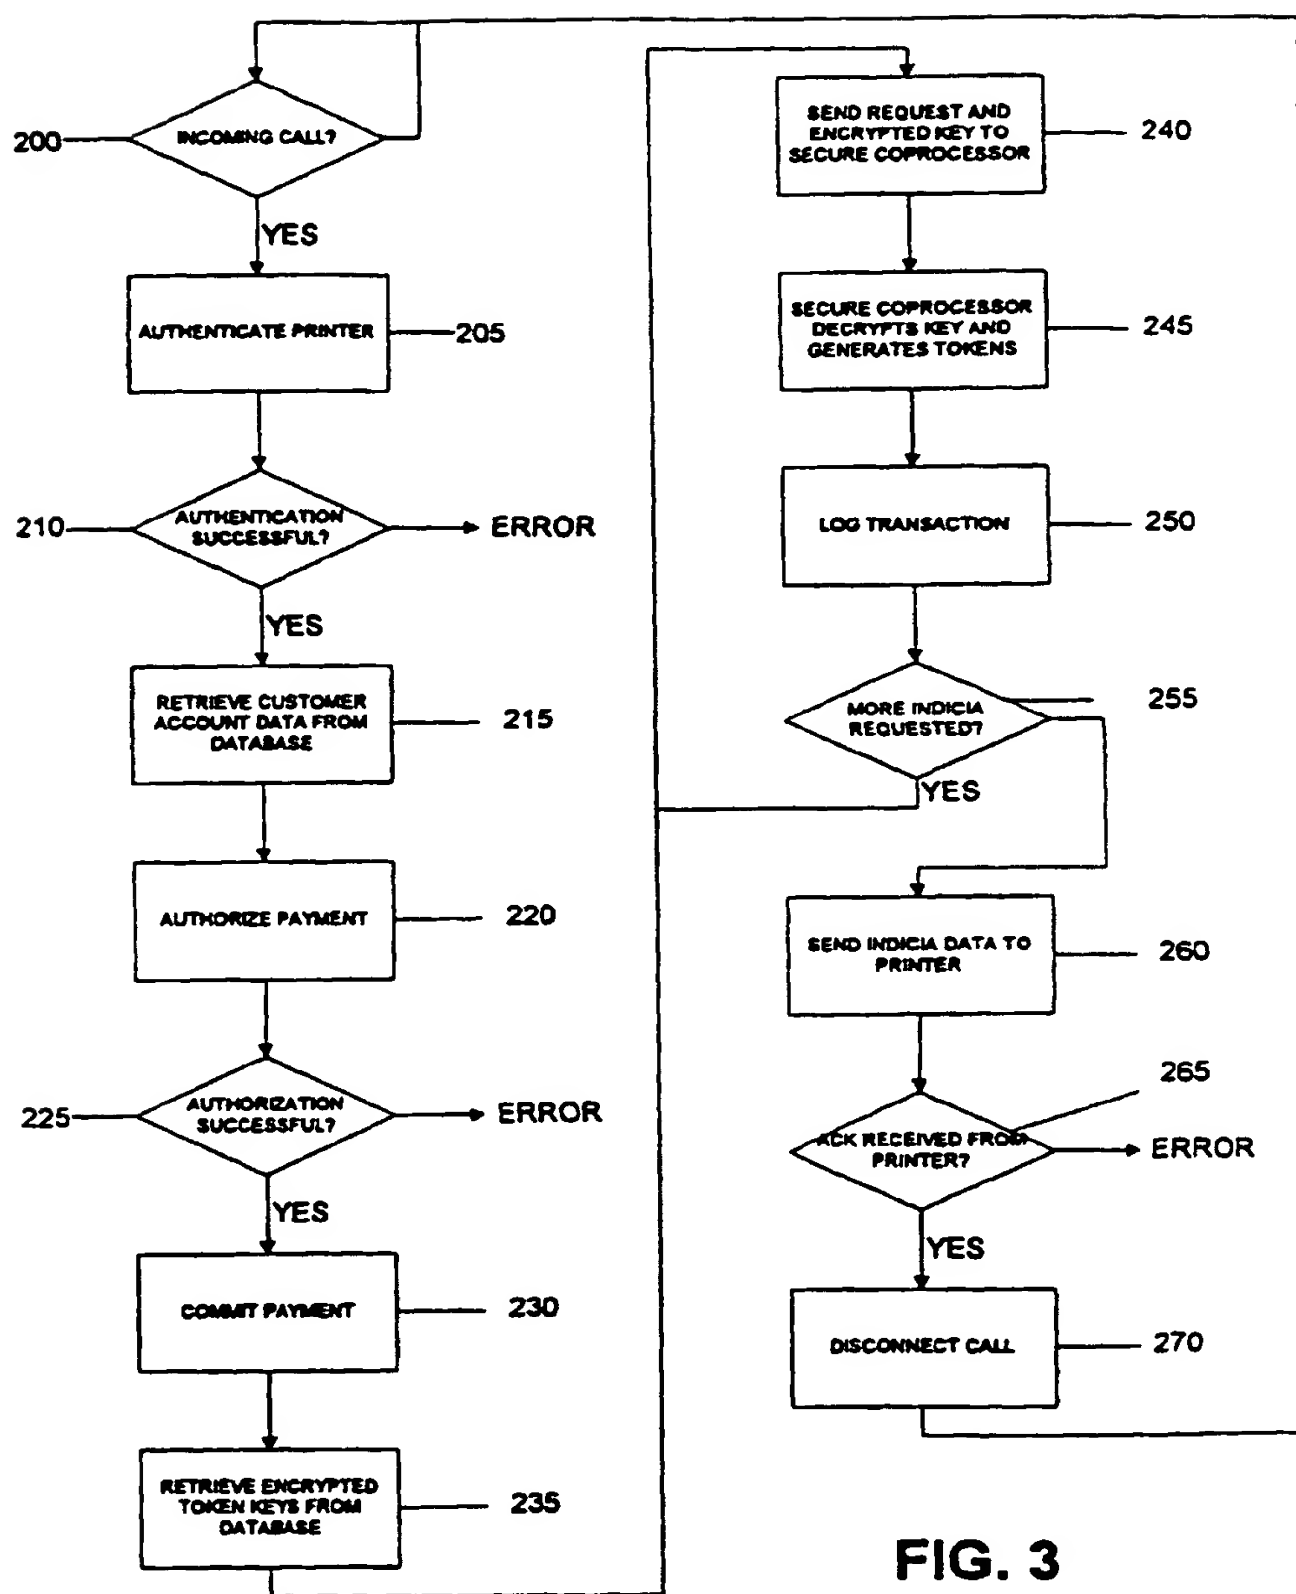 200
INCOMING CALL?
YES
AUTHENTICATE PRINTER
205
210
AUTHENTICATION
SUCCESSFUL?
ERROR
YES
RETRIEVE CUSTOMER
ACCOUNT DATA FROM
DATABASE
215
AUTHORIZE PAYMENT
220
225
AUTHORIZATION
SUCCESSFUL?
ERROR
YES
COMMIT PAYMENT
230
RETRIEVE ENCRYPTED
TOKEN KEYS FROM
DATABASE
235
SEND REQUEST AND
ENCRYPTED KEY TO
SECURE COPROCESSOR
240
SECURE COPROCESSOR
DECRYPTS KEY AND
GENERATES TOKENS
245
LOG TRANSACTION
250
MORE INDICIA
REQUESTED?
255
YES
SEND INDICIA DATA TO
PRINTER
260
265
ACK RECEIVED FROM
PRINTER?
ERROR
YES
DISCONNECT CALL
270
FIG. 3